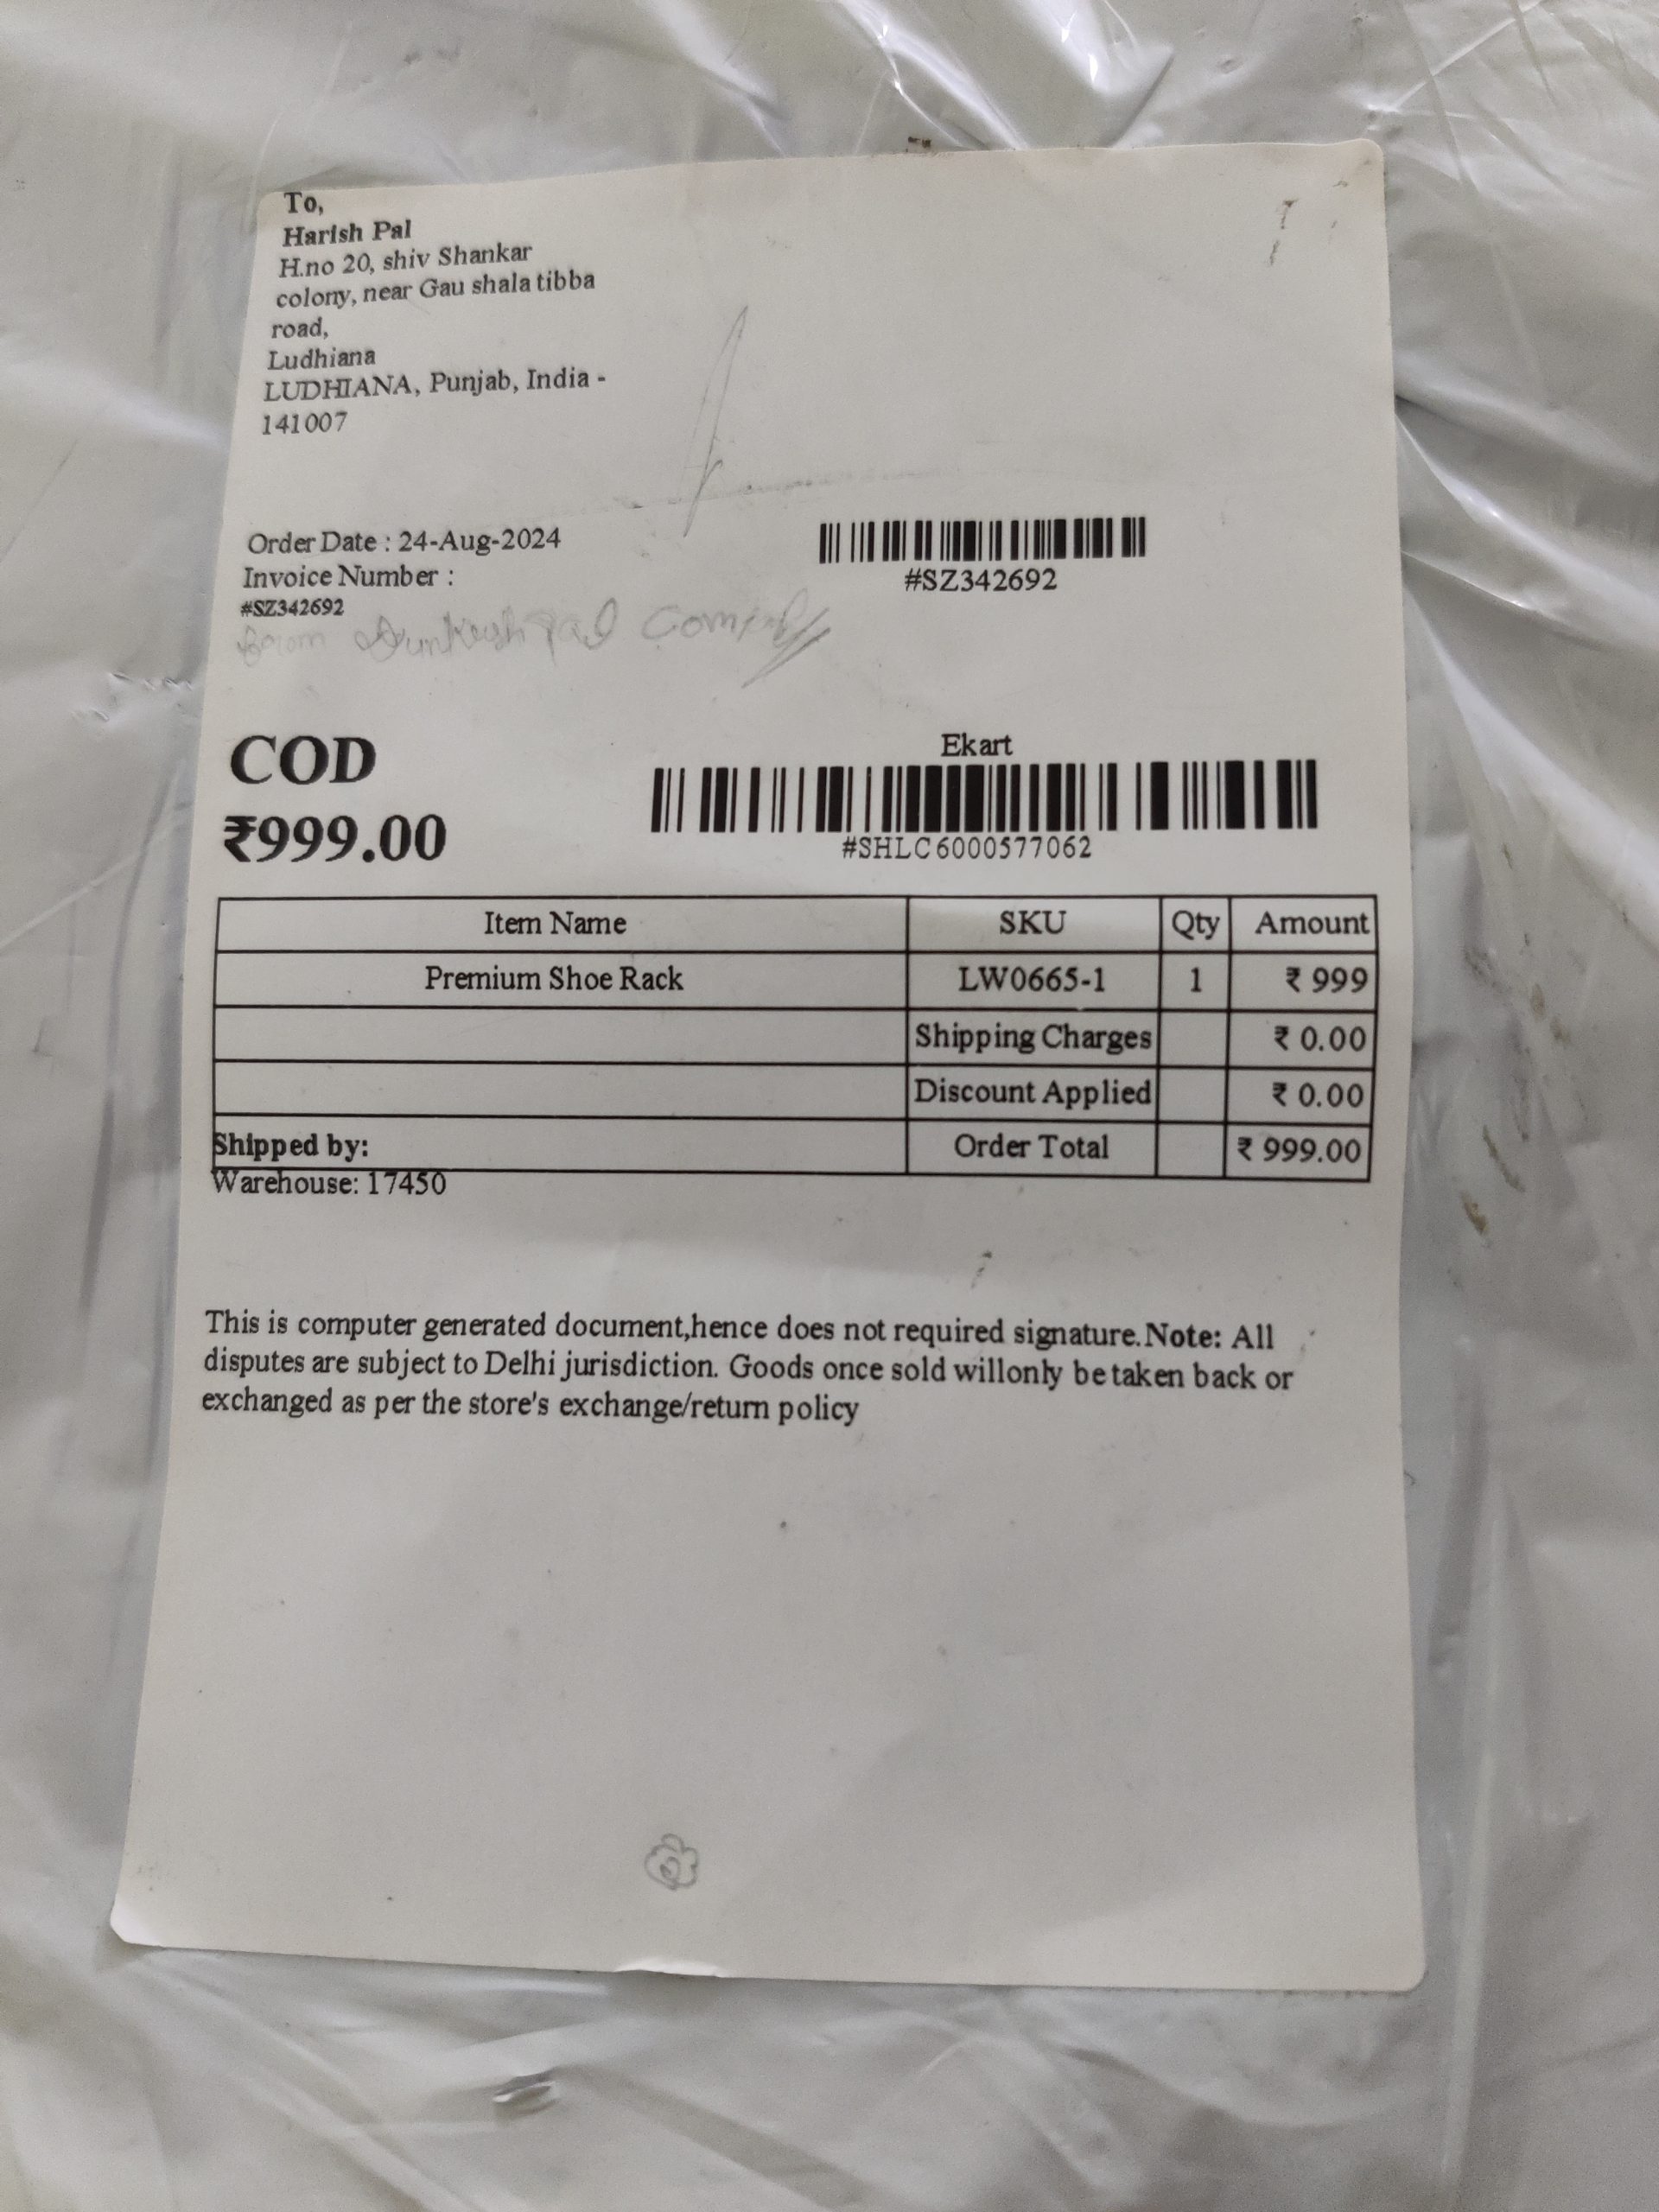 To,
Harish Pal
H.no 20, shiv Shankar
colony, near Gau shala tibba
road,
Ludhiana
LUDHIANA, Punjab, India -
141007
Order Date : 24-Aug-2024
Invoice Number :
#SZ342692
#SZ342692
from
COD
₹999.00
Ekart
#SHLC6000577062
Item Name SKU Qty Amount
Premium Shoe Rack LW0665-1 1 ₹ 999
Shipping Charges ₹ 0.00
Discount Applied ₹ 0.00
Order Total ₹ 999.00
Shipped by:
Warehouse: 17450
This is computer generated document,hence does not required signature.Note: All
disputes are subject to Delhi jurisdiction. Goods once sold willonly be taken back or
exchanged as per the store's exchange/return policy